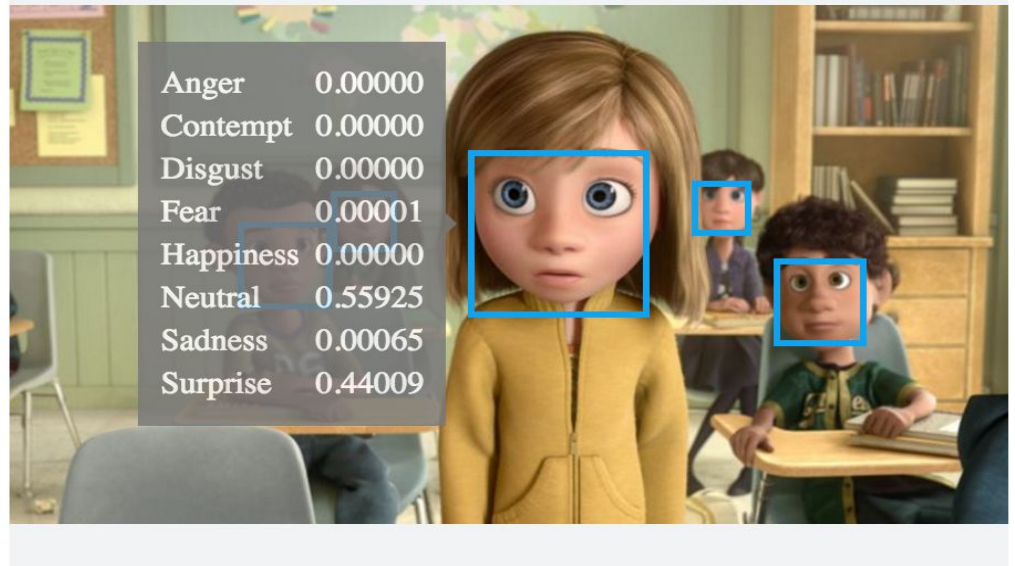 Anger 0.00000
Contempt 0.00000
Disgust 0.00000
Fear 0.00001
Happiness 0.00000
Neutral 0.55925
Sadness 0.00065
Surprise 0.44009